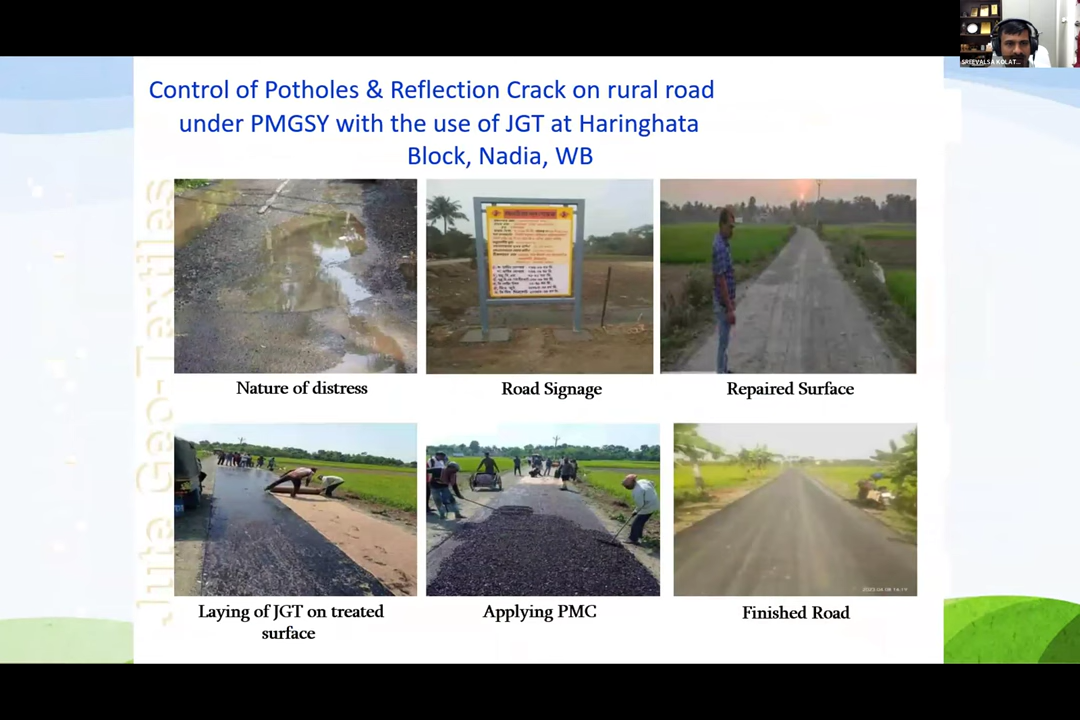 SREEVALSA KOLAT...
Control of Potholes & Reflection Crack on rural road
under PMGSY with the use of JGT at Haringhata
Block, Nadia, WB
Jute Geo-Textiles
Nature of distress
Road Signage
Repaired Surface
Laying of JGT on treated
surface
Applying PMC
Finished Road